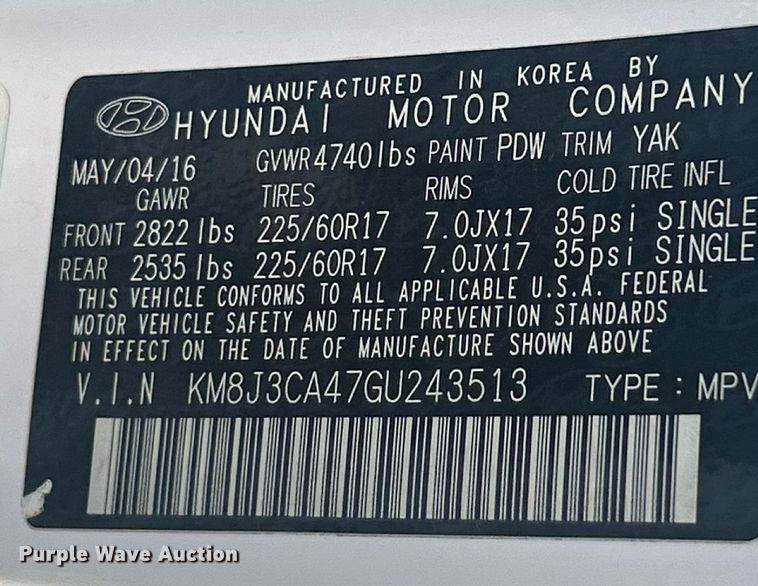 MANUFACTURED IN KOREA BY
HYUNDAI MOTOR COMPANY
MAY/04/16 GVWR 4740lbs PAINT PDW TRIM YAK
GAWR TIRES RIMS COLD TIRE INFL
FRONT 2822 lbs 225/60R17 7.0JX17 35psi SINGLE
REAR 2535 lbs 225/60R17 7.0JX17 35psi SINGLE
THIS VEHICLE CONFORMS TO ALL APPLICABLE U.S.A. FEDERAL
MOTOR VEHICLE SAFETY AND THEFT PREVENTION STANDARDS
IN EFFECT ON THE DATE OF MANUFACTURE SHOWN ABOVE
V.I.N KM8J3CA47GU243513 TYPE : MPV
Purple Wave Auction